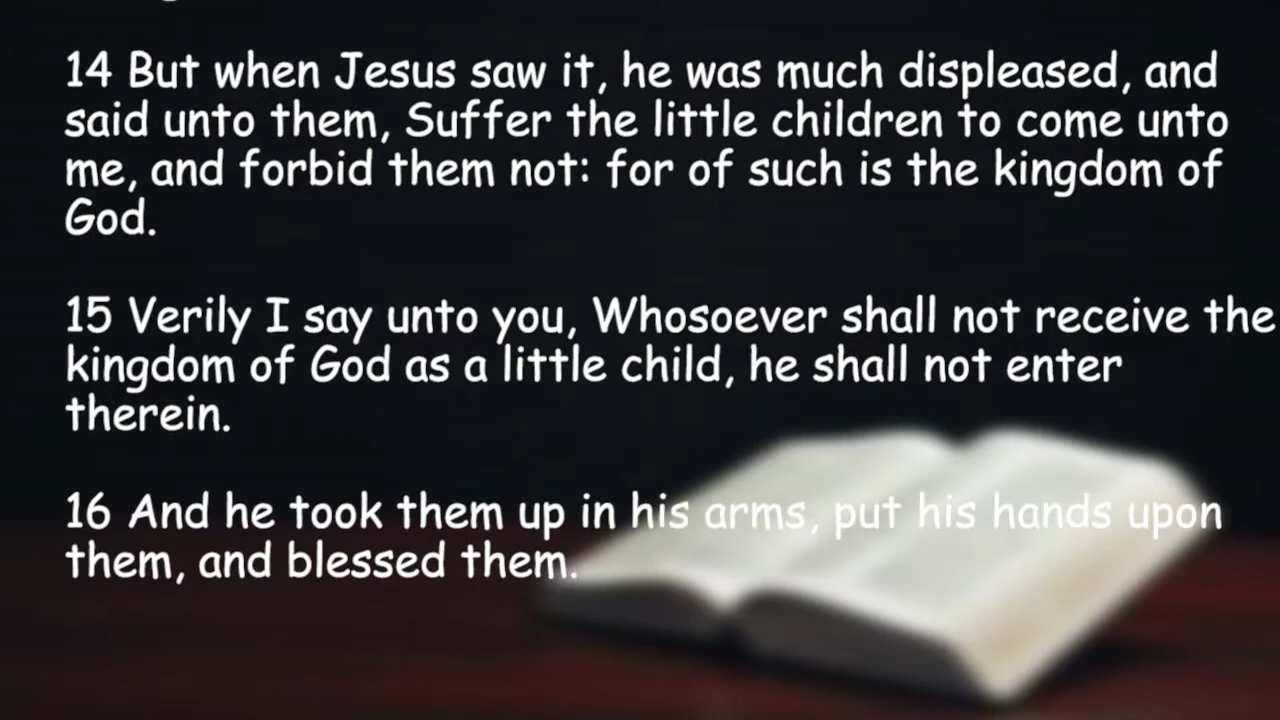 14 But when Jesus saw it, he was much displeased, and
said unto them, Suffer the little children to come unto
me, and forbid them not: for of such is the kingdom of
God.
15 Verily I say unto you, Whosoever shall not receive the
kingdom of God as a little child, he shall not enter
therein.
16 And he took them up in his arms, put his hands upon
them, and blessed them.